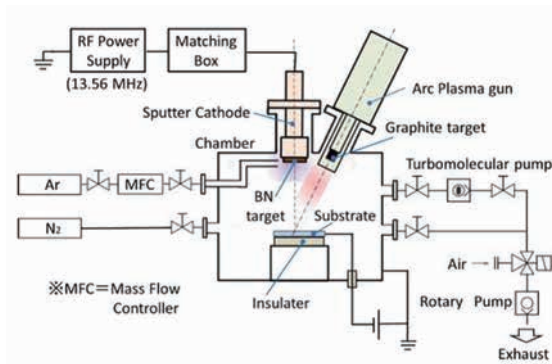 RF Power
Supply
(13.56 MHz)
Matching
Box
Arc Plasma gun
Sputter Cathode
Graphite target
Chamber
Turbomolecular pump
Ar
MFC
BN
target
Substrate
N₂
Air
※MFC=Mass Flow
Controller
Insulater
Rotary Pump
Exhaust